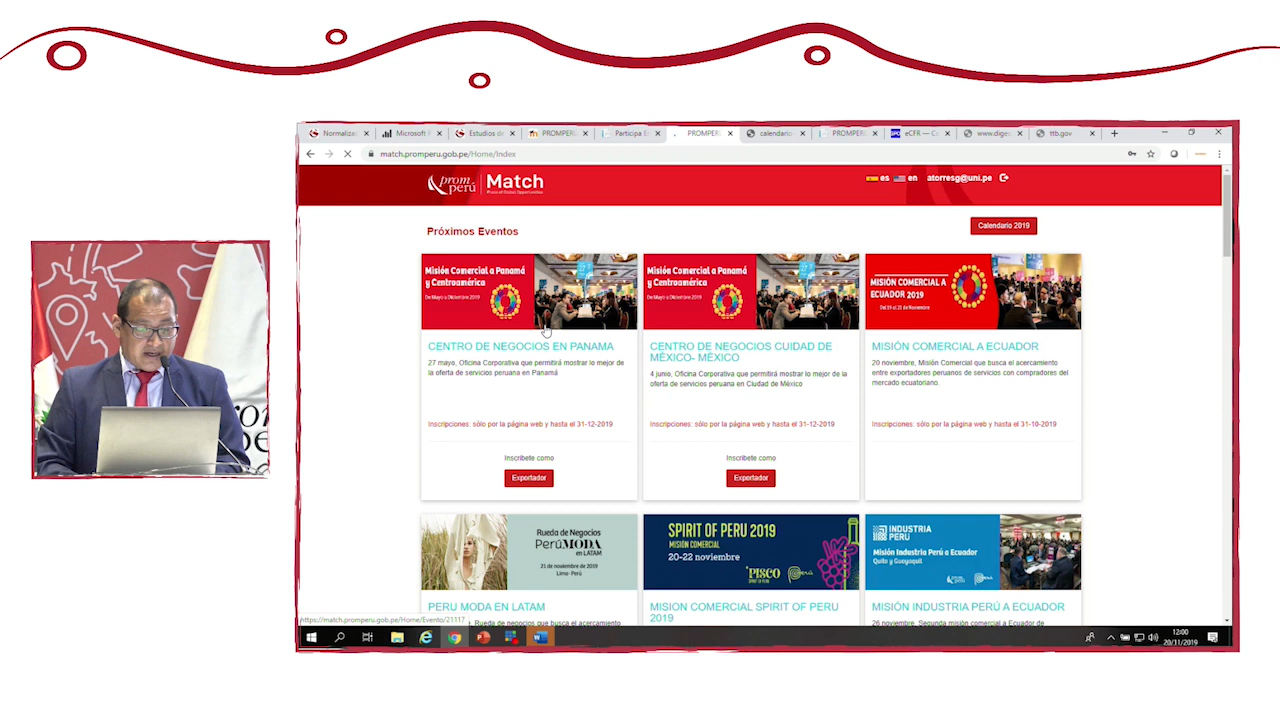 Normaliza
Microsoft P
Estudios de
PROMPERÚ
Participa En
PROMPERÚ
calendario-
PROMPERÚ
eCFR — Co
www.diges
ttb.gov
match.promperu.gob.pe/Home/Index
prom perú
Match
es
en
atorresg@uni.pe
Próximos Eventos
Calendario 2019
Misión Comercial a Panamá
y Centroamérica
De Mayo a Diciembre 2019
Misión Comercial a Panamá
y Centroamérica
De Mayo a Diciembre 2019
MISIÓN COMERCIAL A
ECUADOR 2019
Del 19 al 21 de Noviembre
CENTRO DE NEGOCIOS EN PANAMA
27 mayo, Oficina Corporativa que permitirá mostrar lo mejor de
la oferta de servicios peruana en Panamá
Inscripciones: sólo por la página web y hasta el 31-12-2019
Inscríbete como
Exportador
CENTRO DE NEGOCIOS CUIDAD DE
MÉXICO- MÉXICO
4 junio, Oficina Corporativa que permitirá mostrar lo mejor de la
oferta de servicios peruana en Ciudad de México
Inscripciones: sólo por la página web y hasta el 31-12-2019
Inscríbete como
Exportador
MISIÓN COMERCIAL A ECUADOR
20 noviembre, Misión Comercial que busca el acercamiento
entre exportadores peruanos de servicios con compradores del
mercado ecuatoriano.
Inscripciones: sólo por la página web y hasta el 31-10-2019
Rueda de Negocios
PerúMODA
en LATAM
21 de noviembre de 2019
Lima- Perú
SPIRIT OF PERU 2019
MISIÓN COMERCIAL
20-22 noviembre
PISCO
SPIRIT OF PERU
Perú
INDUSTRIA
PERÚ
Misión Industria Perú a Ecuador
Quito y Guayaquil
PERU MODA EN LATAM
Rueda de negocios que busca el acercamiento
MISION COMERCIAL SPIRIT OF PERU
2019
MISIÓN INDUSTRIA PERÚ A ECUADOR
26 noviembre, Segunda misión comercial a Ecuador de
https://match.promperu.gob.pe/Home/Evento/21117
12:00
20/11/2019